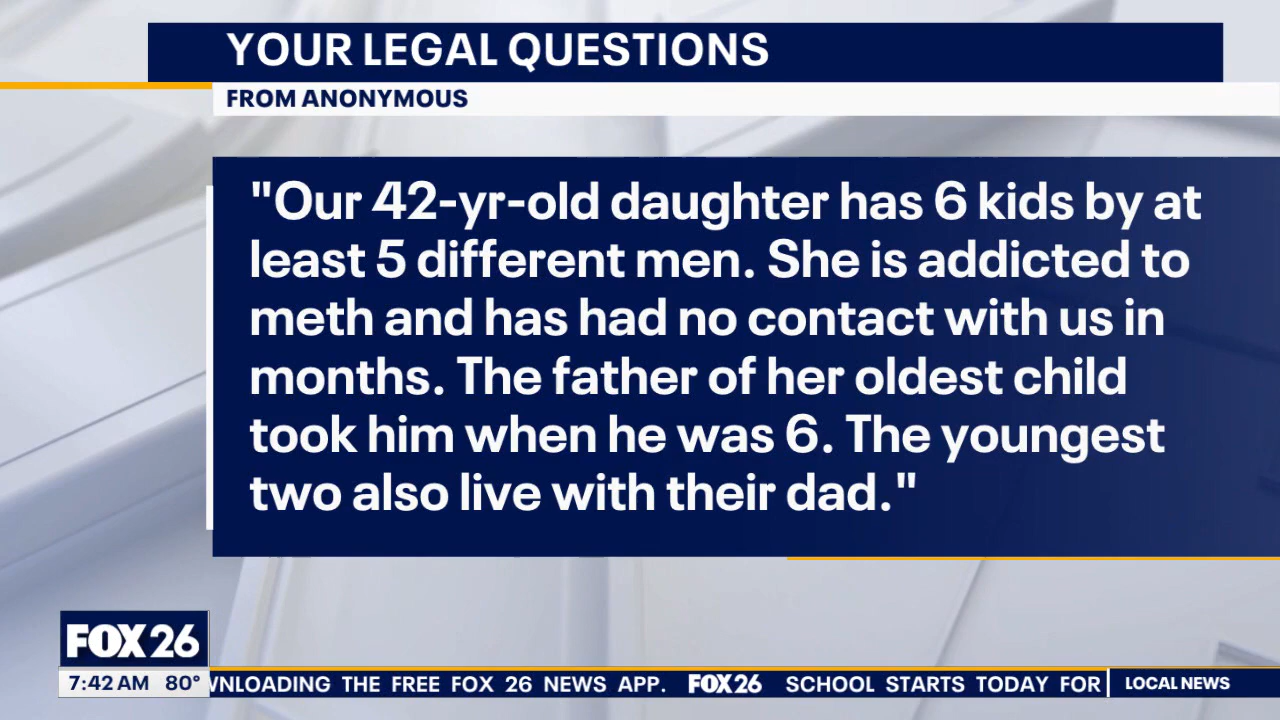 YOUR LEGAL QUESTIONS
FROM ANONYMOUS
"Our 42-yr-old daughter has 6 kids by at
least 5 different men. She is addicted to
meth and has had no contact with us in
months. The father of her oldest child
took him when he was 6. The youngest
two also live with their dad."
FOX 26
7:42 AM 80° WNLOADING THE FREE FOX 26 NEWS APP. FOX 26 SCHOOL STARTS TODAY FOR LOCAL NEWS